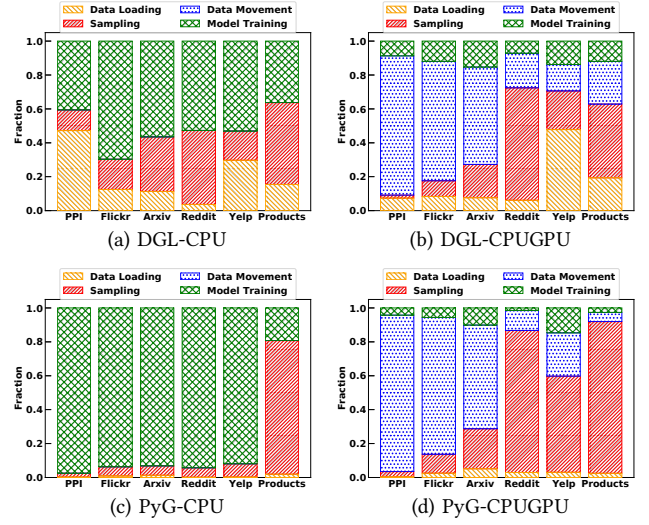 Data Loading Data Movement
Sampling Model Training
1.0
0.8
0.6
0.4
0.2
0.0
Fraction
PPI Flickr Arxiv Reddit Yelp Products
(a) DGL-CPU
Data Loading Data Movement
Sampling Model Training
1.0
0.8
0.6
0.4
0.2
0.0
Fraction
PPI Flickr Arxiv Reddit Yelp Products
(b) DGL-CPUGPU
Data Loading Data Movement
Sampling Model Training
1.0
0.8
0.6
0.4
0.2
0.0
Fraction
PPI Flickr Arxiv Reddit Yelp Products
(c) PyG-CPU
Data Loading Data Movement
Sampling Model Training
1.0
0.8
0.6
0.4
0.2
0.0
Fraction
PPI Flickr Arxiv Reddit Yelp Products
(d) PyG-CPUGPU